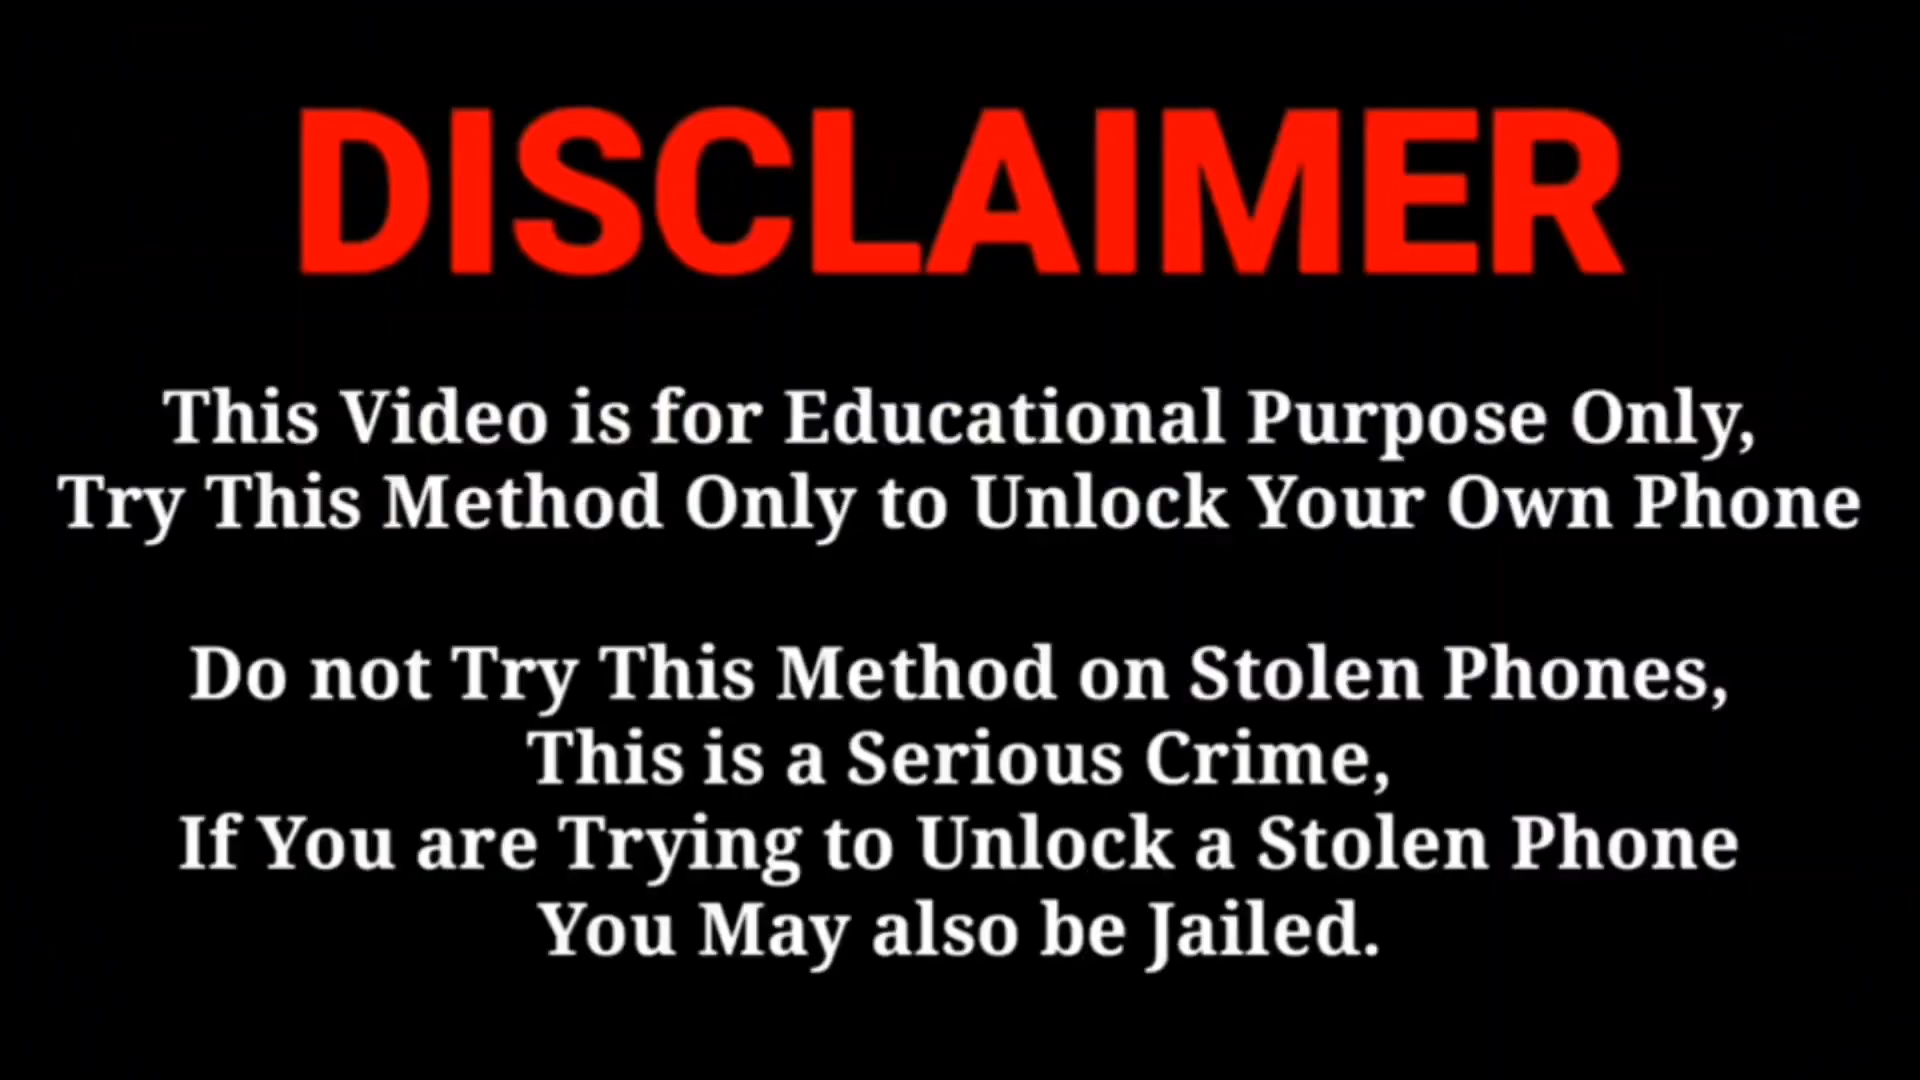 DISCLAIMER
This Video is for Educational Purpose Only,
Try This Method Only to Unlock Your Own Phone
Do not Try This Method on Stolen Phones,
This is a Serious Crime,
If You are Trying to Unlock a Stolen Phone
You May also be Jailed.